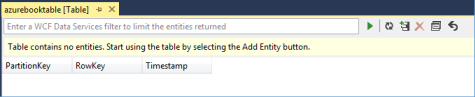 azurebooktable [Table]
Enter a WCF Data Services filter to limit the entities returned
Table contains no entities. Start using the table by selecting the Add Entity button.
PartitionKey RowKey Timestamp